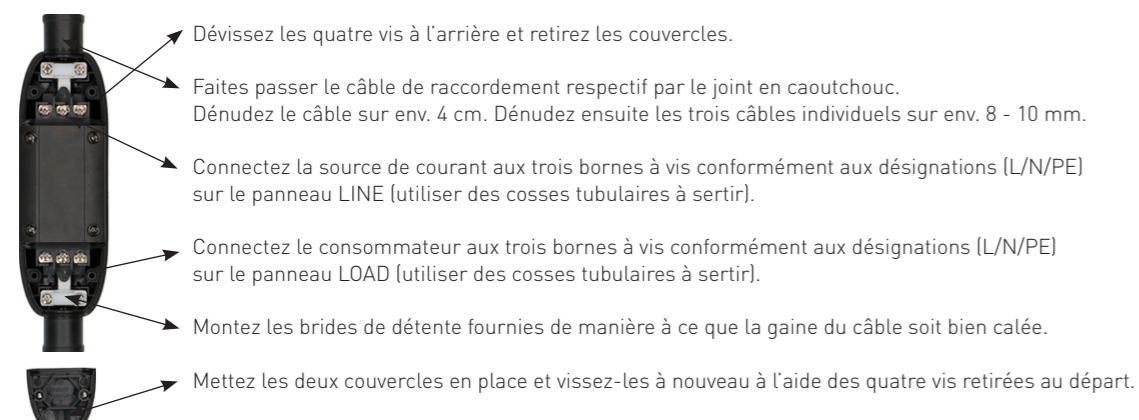 Dévissez les quatre vis à l'arrière et retirez les couvercles.
Faites passer le câble de raccordement respectif par le joint en caoutchouc.
Dénudez le câble sur env. 4 cm. Dénudez ensuite les trois câbles individuels sur env. 8 - 10 mm.
Connectez la source de courant aux trois bornes à vis conformément aux désignations (L/N/PE)
sur le panneau LINE (utiliser des cosses tubulaires à sertir).
Connectez le consommateur aux trois bornes à vis conformément aux désignations (L/N/PE)
sur le panneau LOAD (utiliser des cosses tubulaires à sertir).
Montez les brides de détente fournies de manière à ce que la gaine du câble soit bien calée.
Mettez les deux couvercles en place et vissez-les à nouveau à l'aide des quatre vis retirées au départ.